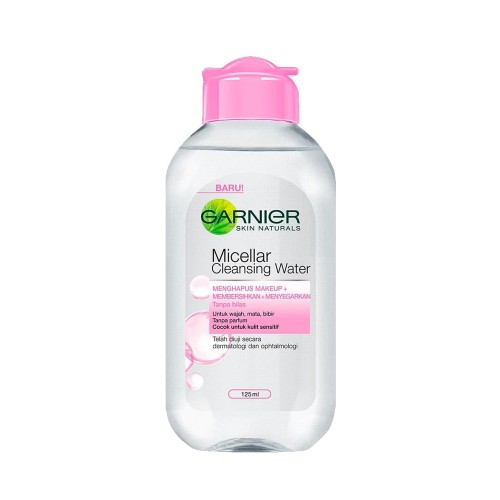 BARU!
GARNIER
SKIN NATURALS
Micellar
Cleansing Water
MENGHAPUS MAKEUP +
MEMBERSIHKAN + MENYEGARKAN
Tanpa bilas
Untuk wajah, mata, bibir
Tanpa parfum
Cocok untuk kulit sensitif
Telah diuji secara
dermatologi dan ophtalmologi
125ml